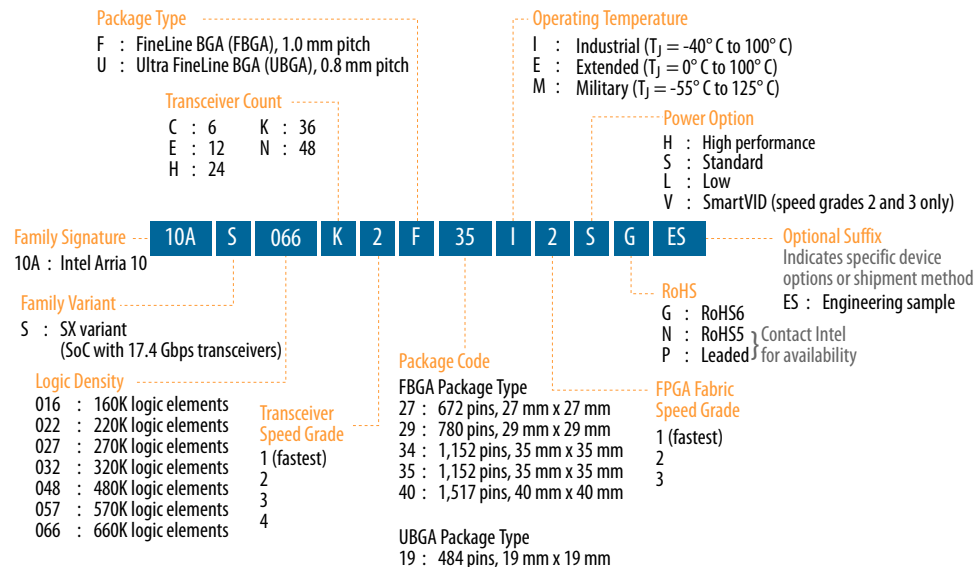 Package Type
F : FineLine BGA (FBGA), 1.0 mm pitch
U : Ultra FineLine BGA (UBGA), 0.8 mm pitch
Operating Temperature
I : Industrial (TJ = -40° C to 100° C)
E : Extended (TJ = 0° C to 100° C)
M : Military (TJ = -55° C to 125° C)
Transceiver Count
C : 6 K : 36
E : 12 N : 48
H : 24
Power Option
H : High performance
S : Standard
L : Low
V : SmartVID (speed grades 2 and 3 only)
10A S 066 K 2 F 35 I 2 S G ES
Family Signature
10A : Intel Arria 10
Optional Suffix
Indicates specific device
options or shipment method
ES : Engineering sample
Family Variant
S : SX variant
(SoC with 17.4 Gbps transceivers)
RoHS
G : RoHS6
N : RoHS5
P : Leaded
} Contact Intel
for availability
Logic Density
016 : 160K logic elements
022 : 220K logic elements
027 : 270K logic elements
032 : 320K logic elements
048 : 480K logic elements
057 : 570K logic elements
066 : 660K logic elements
Transceiver
Speed Grade
1 (fastest)
2
3
4
Package Code
FBGA Package Type
27 : 672 pins, 27 mm x 27 mm
29 : 780 pins, 29 mm x 29 mm
34 : 1,152 pins, 35 mm x 35 mm
35 : 1,152 pins, 35 mm x 35 mm
40 : 1,517 pins, 40 mm x 40 mm
UBGA Package Type
19 : 484 pins, 19 mm x 19 mm
FPGA Fabric
Speed Grade
1 (fastest)
2
3